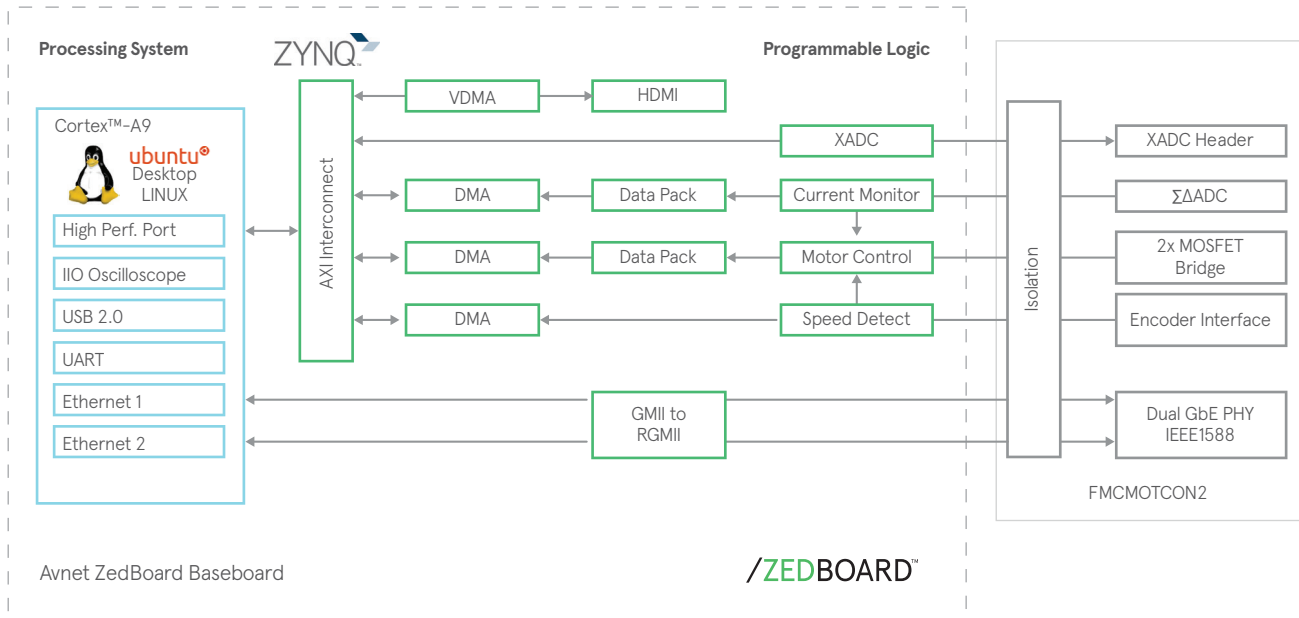 Processing System
ZYNQ™
Programmable Logic
Cortex™-A9
ubuntu®
Desktop
LINUX
High Perf. Port
IIO Oscilloscope
USB 2.0
UART
Ethernet 1
Ethernet 2
AXI Interconnect
VDMA
HDMI
XADC
DMA
Data Pack
Current Monitor
DMA
Data Pack
Motor Control
DMA
Speed Detect
GMII to
RGMII
Isolation
XADC Header
ΣΔADC
2x MOSFET
Bridge
Encoder Interface
Dual GbE PHY
IEEE1588
FMCMOTCON2
Avnet ZedBoard Baseboard
/ZEDBOARD™